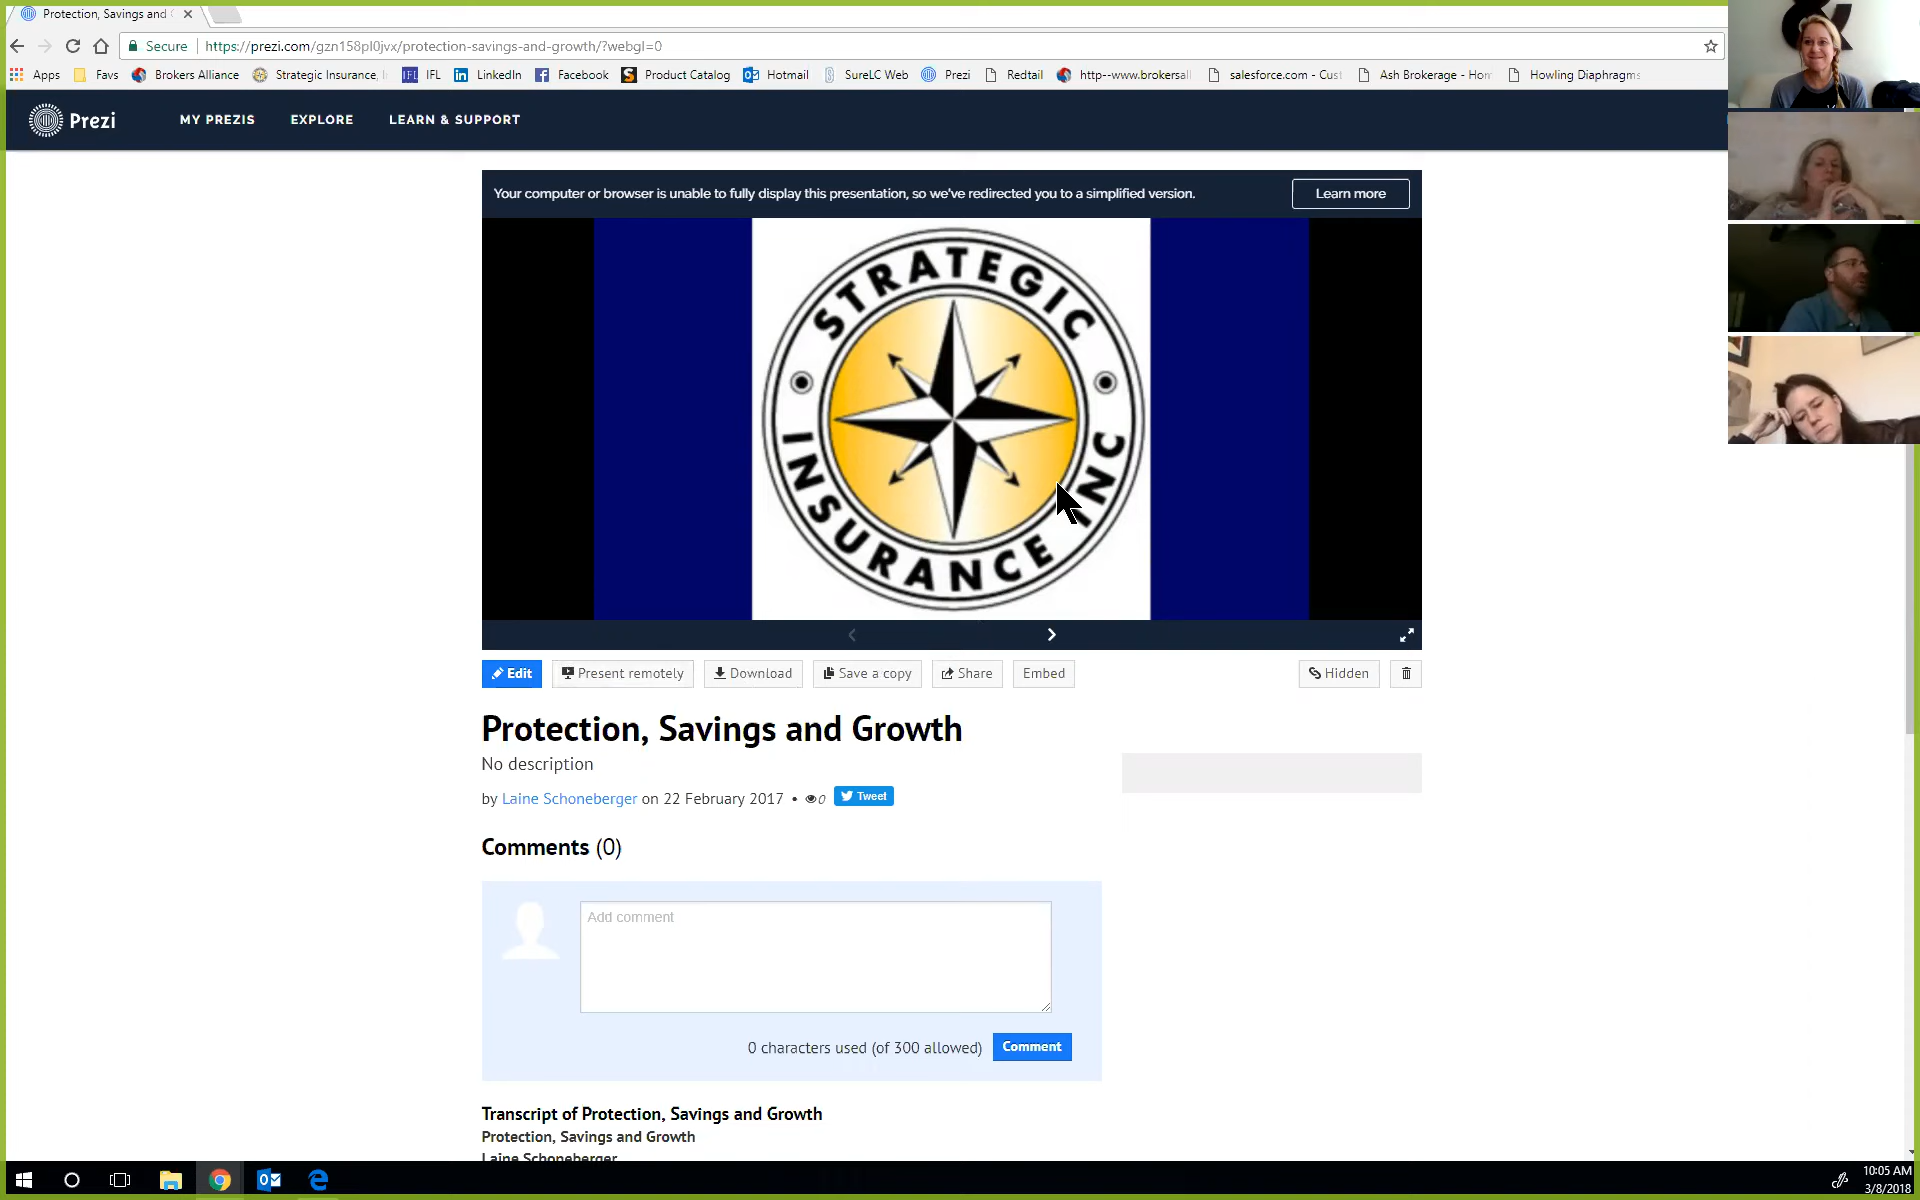 Protection, Savings and
Secure
https://prezi.com/gzn158pl0jvx/protection-savings-and-growth/?webgl=0
Apps Favs Brokers Alliance Strategic Insurance, IFL LinkedIn Facebook Product Catalog Hotmail SureLC Web Prezi Redtail http--www.brokersall salesforce.com - Cust Ash Brokerage - Hom Howling Diaphragms
Prezi MY PREZIS EXPLORE LEARN & SUPPORT
Your computer or browser is unable to fully display this presentation, so we've redirected you to a simplified version. Learn more
STRATEGIC
INSURANCE INC
Edit Present remotely Download Save a copy Share Embed Hidden
Protection, Savings and Growth
No description
by Laine Schoneberger on 22 February 2017 • 0 Tweet
Comments (0)
Add comment
0 characters used (of 300 allowed) Comment
Transcript of Protection, Savings and Growth
Protection, Savings and Growth
Laine Schoneberger
10:05 AM
3/8/2018